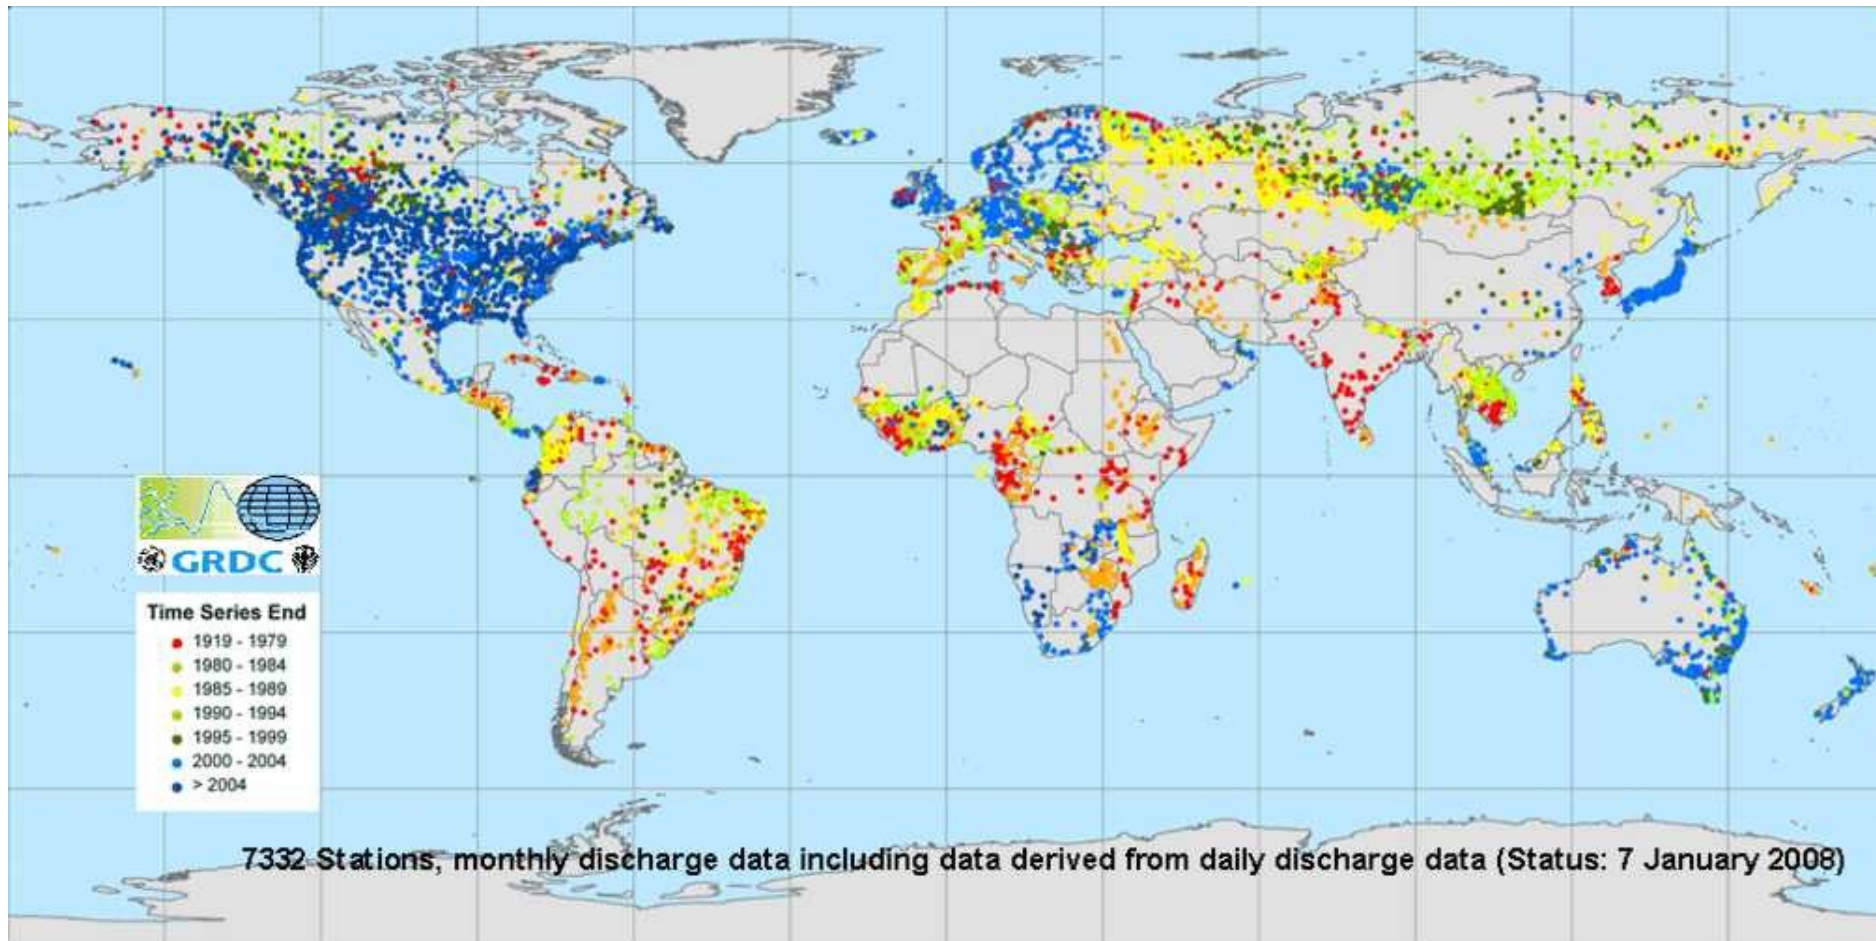 GRDC
Time Series End
1919 - 1979
1980 - 1984
1985 - 1989
1990 - 1994
1995 - 1999
2000 - 2004
> 2004
7332 Stations, monthly discharge data including data derived from daily discharge data (Status: 7 January 2008)